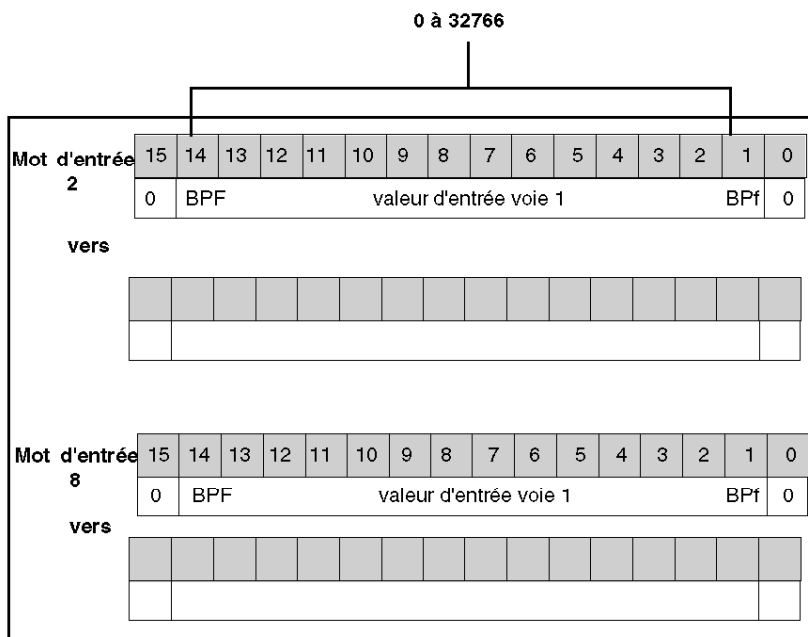 0 à 32766
Mot d'entrée 2
15 14 13 12 11 10 9 8 7 6 5 4 3 2 1 0
0 BPF valeur d'entrée voie 1 BPf 0
vers
Mot d'entrée 8
15 14 13 12 11 10 9 8 7 6 5 4 3 2 1 0
0 BPF valeur d'entrée voie 1 BPf 0
vers